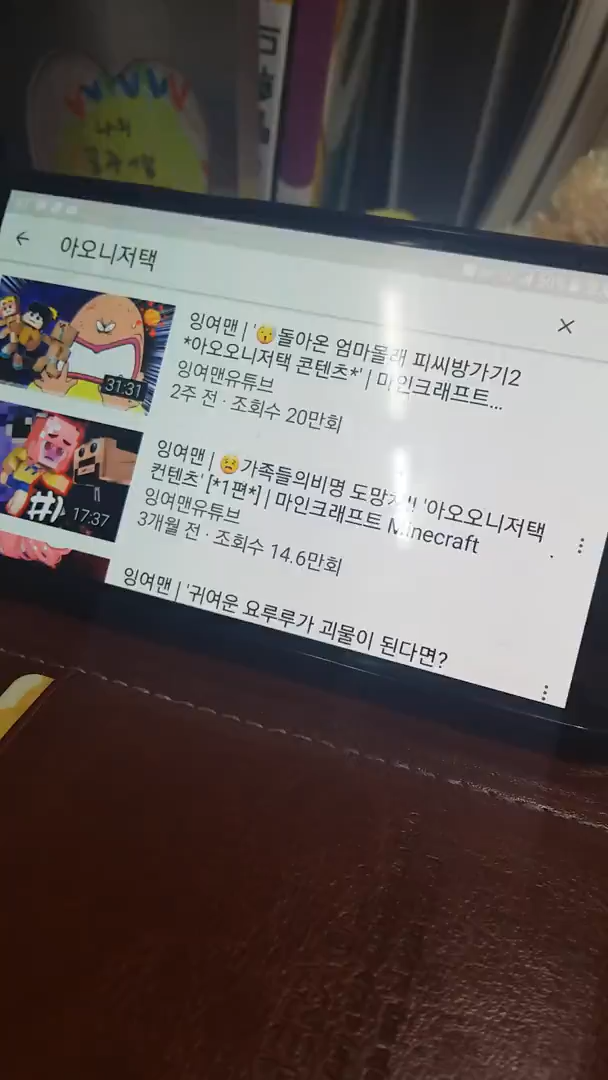 나의
아오니저택
잉여맨 | '😯돌아온 엄마몰래 피씨방가기2
*아오오니저택 콘텐츠*' | 마인크래프트...
잉여맨유튜브
2주 전 · 조회수 20만회
31:31
잉여맨 | 😟가족들의비명 도망쳐!! '아오오니저택
컨텐츠' [*1편*] | 마인크래프트 Minecraft
잉여맨유튜브
3개월 전 · 조회수 14.6만회
#1
17:37
잉여맨 | '귀여운 요루루가 괴물이 된다면?